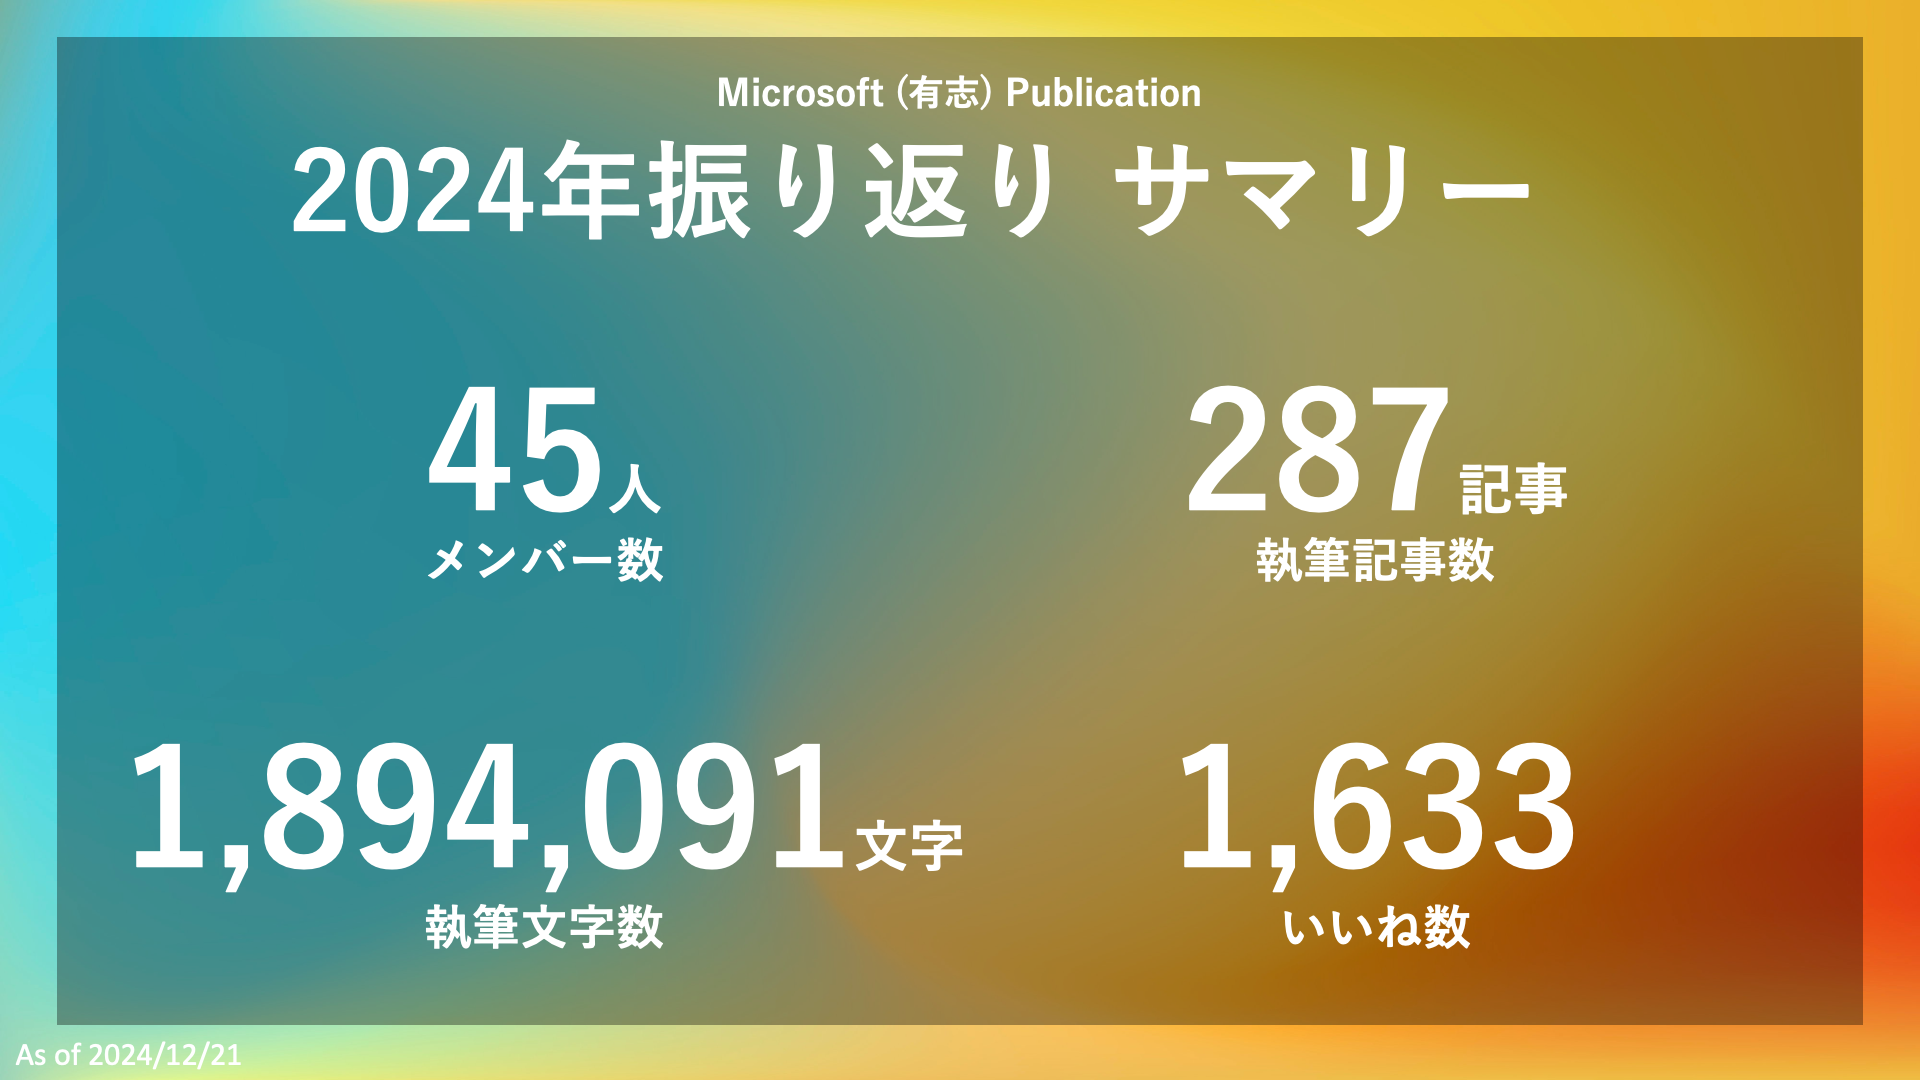 Microsoft (有志) Publication
2024年振り返り サマリー
45人
メンバー数
287記事
執筆記事数
1,894,091文字
執筆文字数
1,633
いいね数
As of 2024/12/21